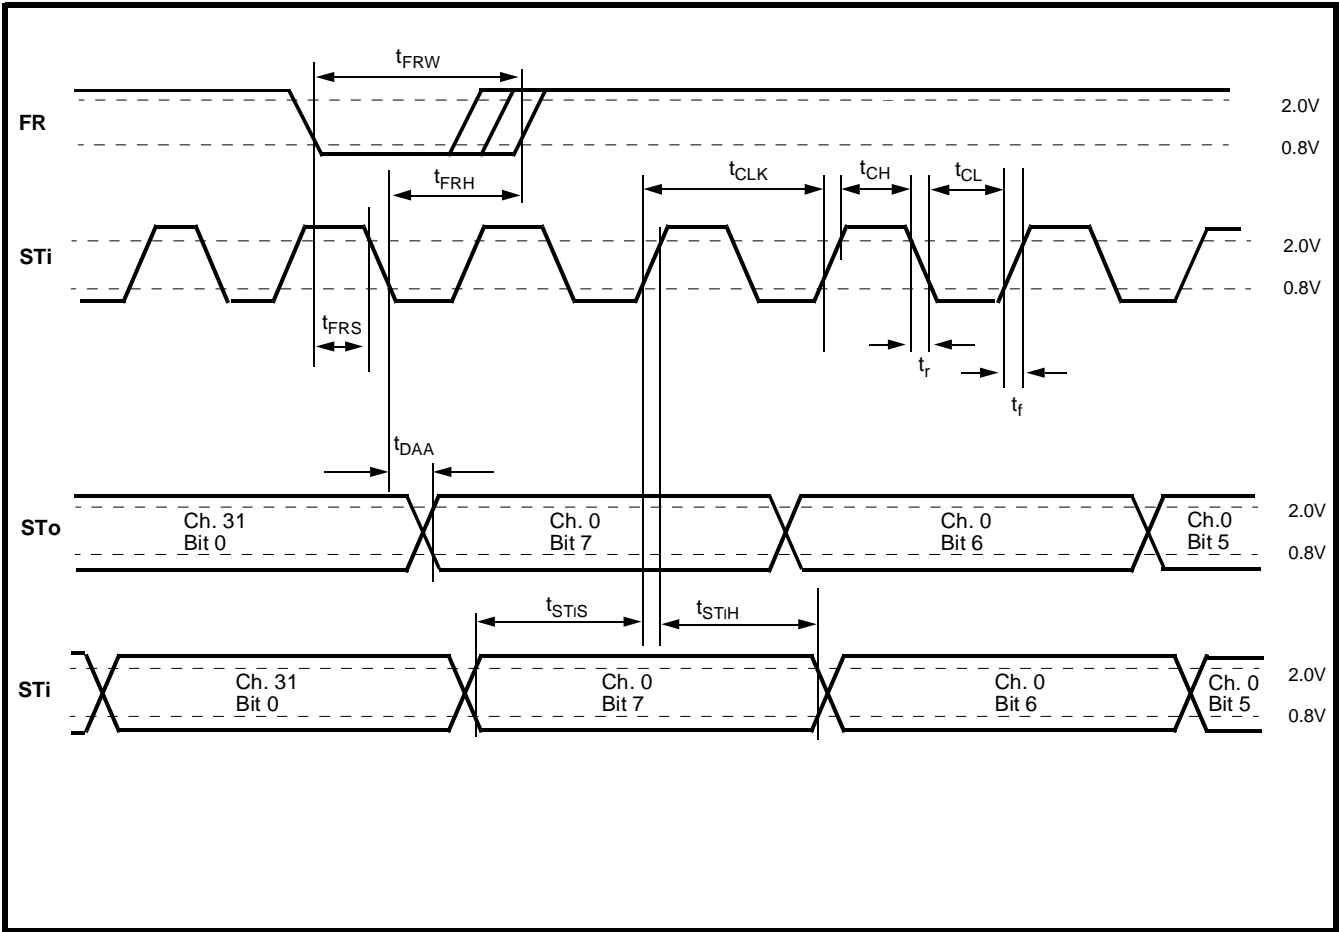 tFRW
FR
2.0V
0.8V
tFRH
tCLK
tCH
tCL
STi
2.0V
0.8V
tFRS
tr
tf
tDAA
STo
Ch. 31
Bit 0
Ch. 0
Bit 7
Ch. 0
Bit 6
Ch.0
Bit 5
2.0V
0.8V
tSTiS
tSTiH
STi
Ch. 31
Bit 0
Ch. 0
Bit 7
Ch. 0
Bit 6
Ch. 0
Bit 5
2.0V
0.8V